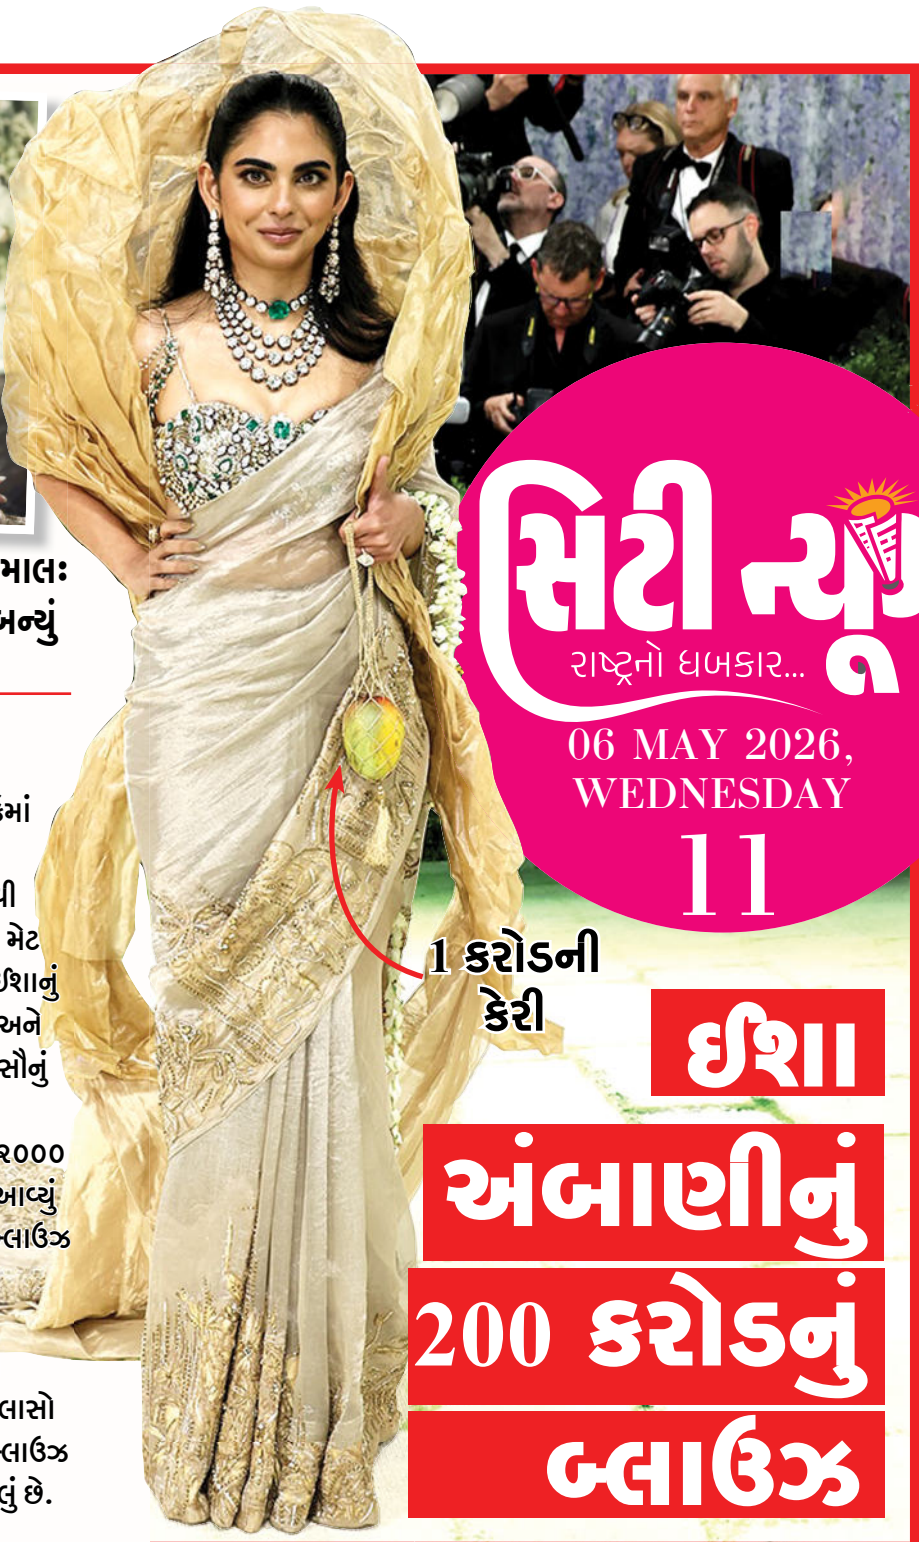 માલઃ
બન્યું
મેટ
ઈશાનું
અને
સૌનું
૨૦૦૦
આવ્યું
બ્લાઉઝ
બ્લાઉઝ
છે.
સિટી ન્યૂઝ
રાષ્ટ્રનો ધબકાર...
06 MAY 2026,
WEDNESDAY
11
1 કરોડની
કેરી
ઈશા
અંબાણીનું
200 કરોડનું
બ્લાઉઝ